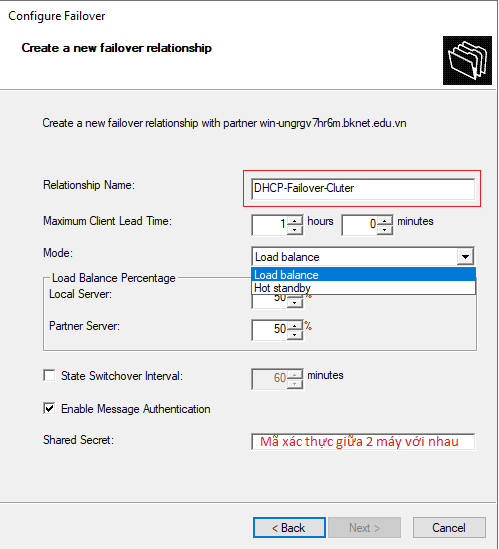 Configure Failover
Create a new failover relationship
Create a new failover relationship with partner win-ungrgv7hr6m.bknet.edu.vn
Relationship Name: DHCP-Failover-Cluter
Maximum Client Lead Time: 1 hours 0 minutes
Mode: Load balance
Load balance
Hot standby
Load Balance Percentage
Local Server: 50 %
Partner Server: 50 %
State Switchover Interval: 60 minutes
Enable Message Authentication
Shared Secret: Mã xác thực giữa 2 máy với nhau
< Back Next > Cancel